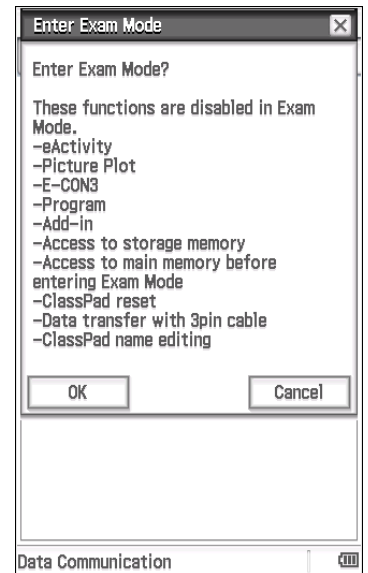 Enter Exam Mode
Enter Exam Mode?
These functions are disabled in Exam
Mode.
-eActivity
-Picture Plot
-E-CON3
-Program
-Add-in
-Access to storage memory
-Access to main memory before
entering Exam Mode
-ClassPad reset
-Data transfer with 3pin cable
-ClassPad name editing
OK Cancel
Data Communication